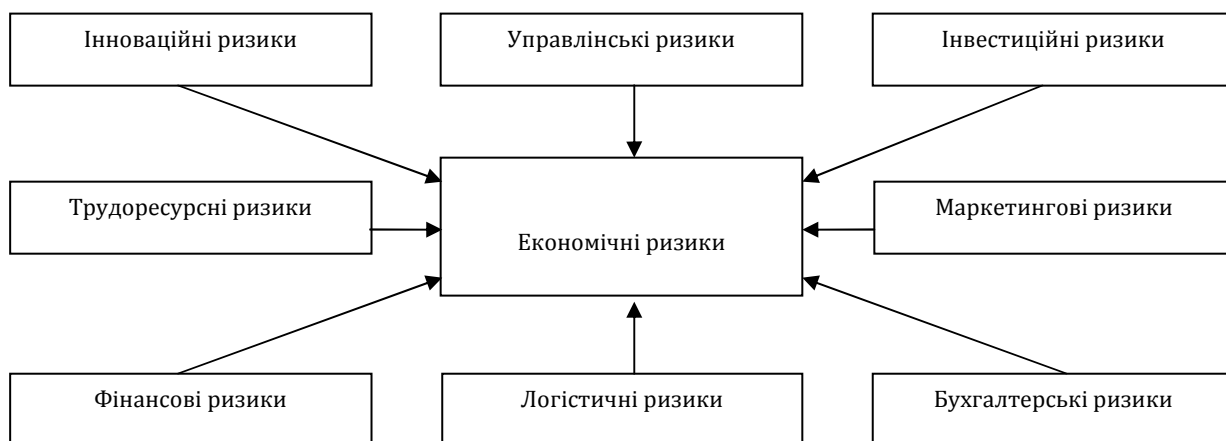 Інноваційні ризики
Управлінські ризики
Інвестиційні ризики
Трудоресурсні ризики
Економічні ризики
Маркетингові ризики
Фінансові ризики
Логістичні ризики
Бухгалтерські ризики